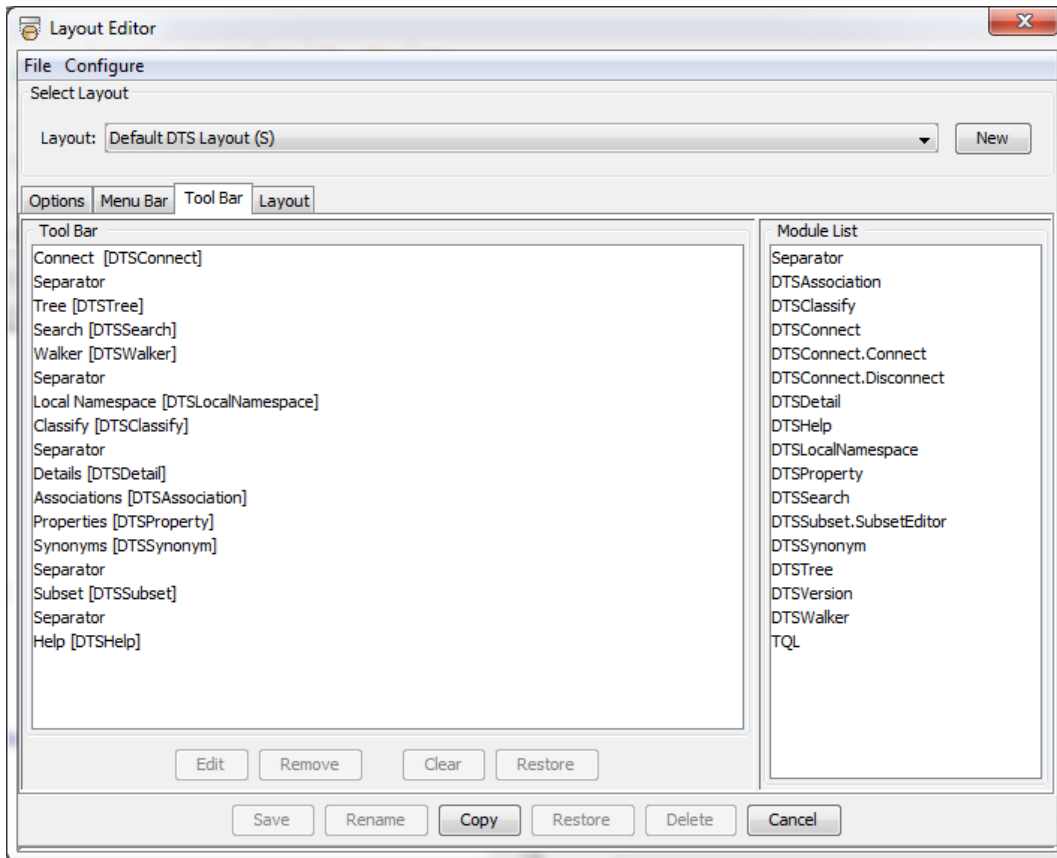 Layout Editor
File Configure
Select Layout
Layout: Default DTS Layout (S) New
Options Menu Bar Tool Bar Layout
Tool Bar
Connect [DTSConnect]
Separator
Tree [DTSTree]
Search [DTSSearch]
Walker [DTSWalker]
Separator
Local Namespace [DTSLocalNamespace]
Classify [DTSClassify]
Separator
Details [DTSDetail]
Associations [DTSAssociation]
Properties [DTSProperty]
Synonyms [DTSSynonym]
Separator
Subset [DTSSubset]
Separator
Help [DTSHelp]
Edit Remove Clear Restore
Module List
Separator
DTSAssociation
DTSClassify
DTSConnect
DTSConnect.Connect
DTSConnect.Disconnect
DTSDetail
DTSHelp
DTSLocalNamespace
DTSProperty
DTSSearch
DTSSubset.SubsetEditor
DTSSynonym
DTSTree
DTSVersion
DTSWalker
TQL
Save Rename Copy Restore Delete Cancel